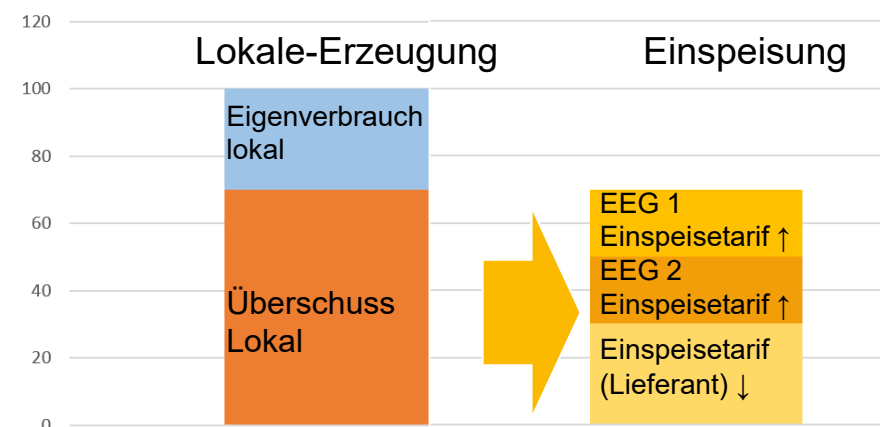 120
Lokale-Erzeugung
Einspeisung
100
Eigenverbrauch
lokal
80
60
EEG 1
Einspeisetarif ↑
EEG 2
Einspeisetarif ↑
40
Überschuss
Lokal
20
Einspeisetarif
(Lieferant) ↓
0